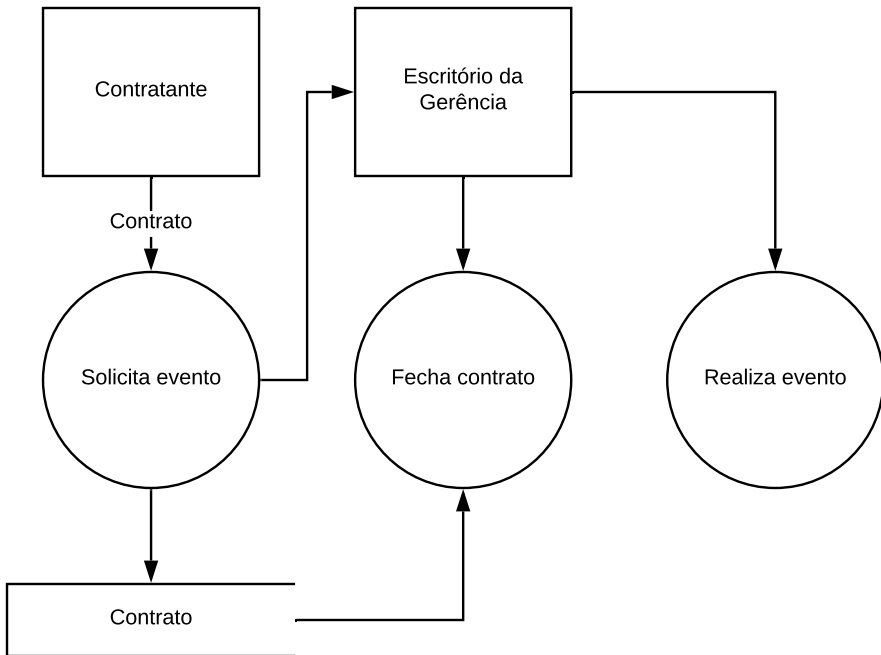 Contratante
Escritório da
Gerência
Contrato
Solicita evento
Fecha contrato
Realiza evento
Contrato